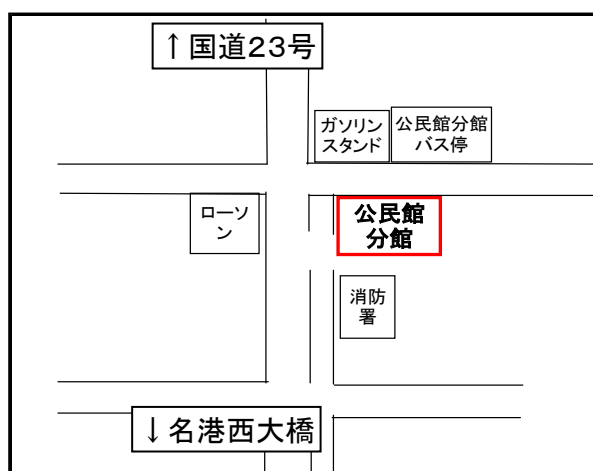 ↑国道23号
ガソリン
スタンド
公民館分館
バス停
ローソ
ン
公民館
分館
消防
署
↓名港西大橋